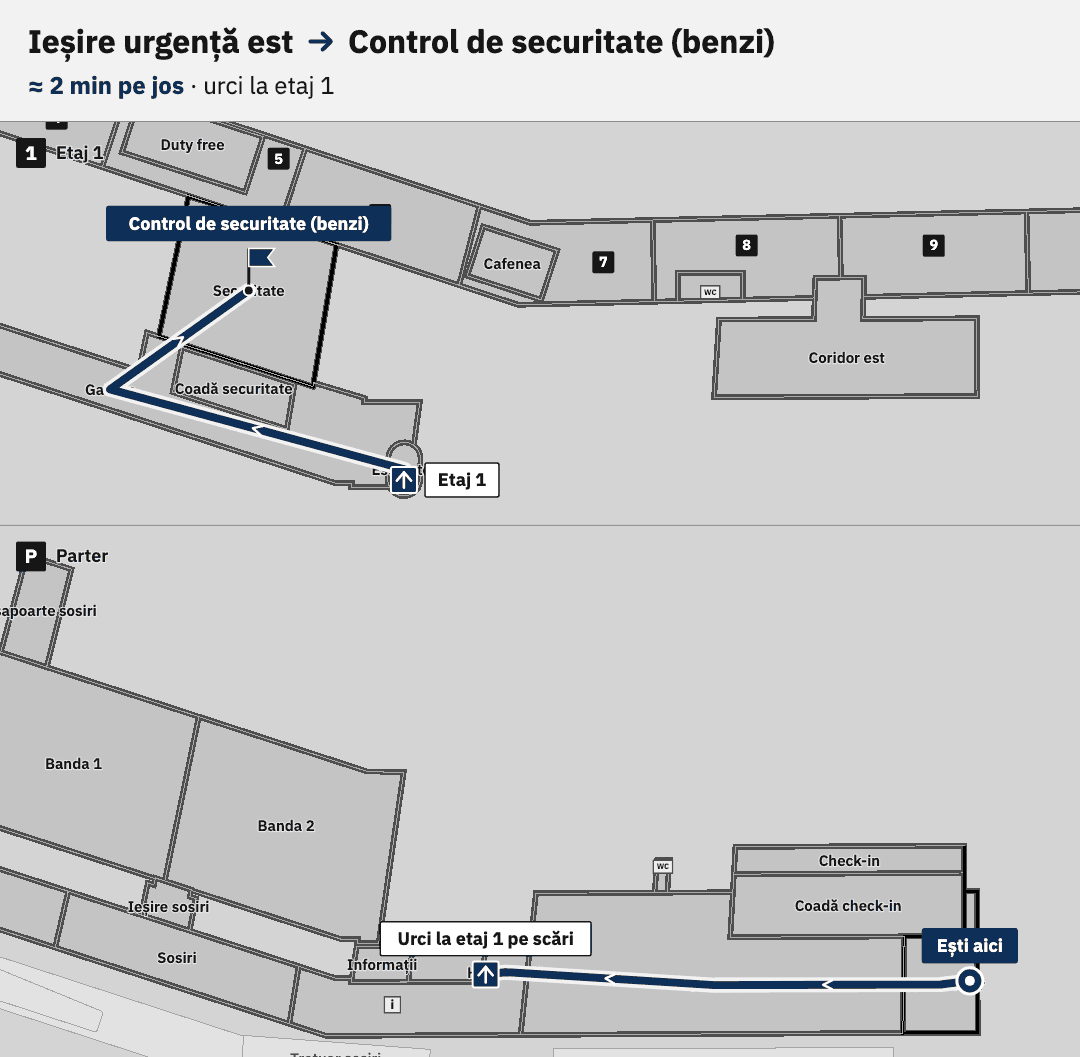 Ieșire urgență est → Control de securitate (benzi)
≈ 2 min pe jos · urci la etaj 1
1 Etaj 1
Duty free
5
Control de securitate (benzi)
Cafenea
7
8
9
WC
Coridor est
Coadă securitate
Etaj 1
P Parter
sosiri
Banda 1
Banda 2
WC
Check-in
Coadă check-in
Ieșire sosiri
Urci la etaj 1 pe scări
Ești aici
Sosiri
Informații
i
Trotuar sosiri